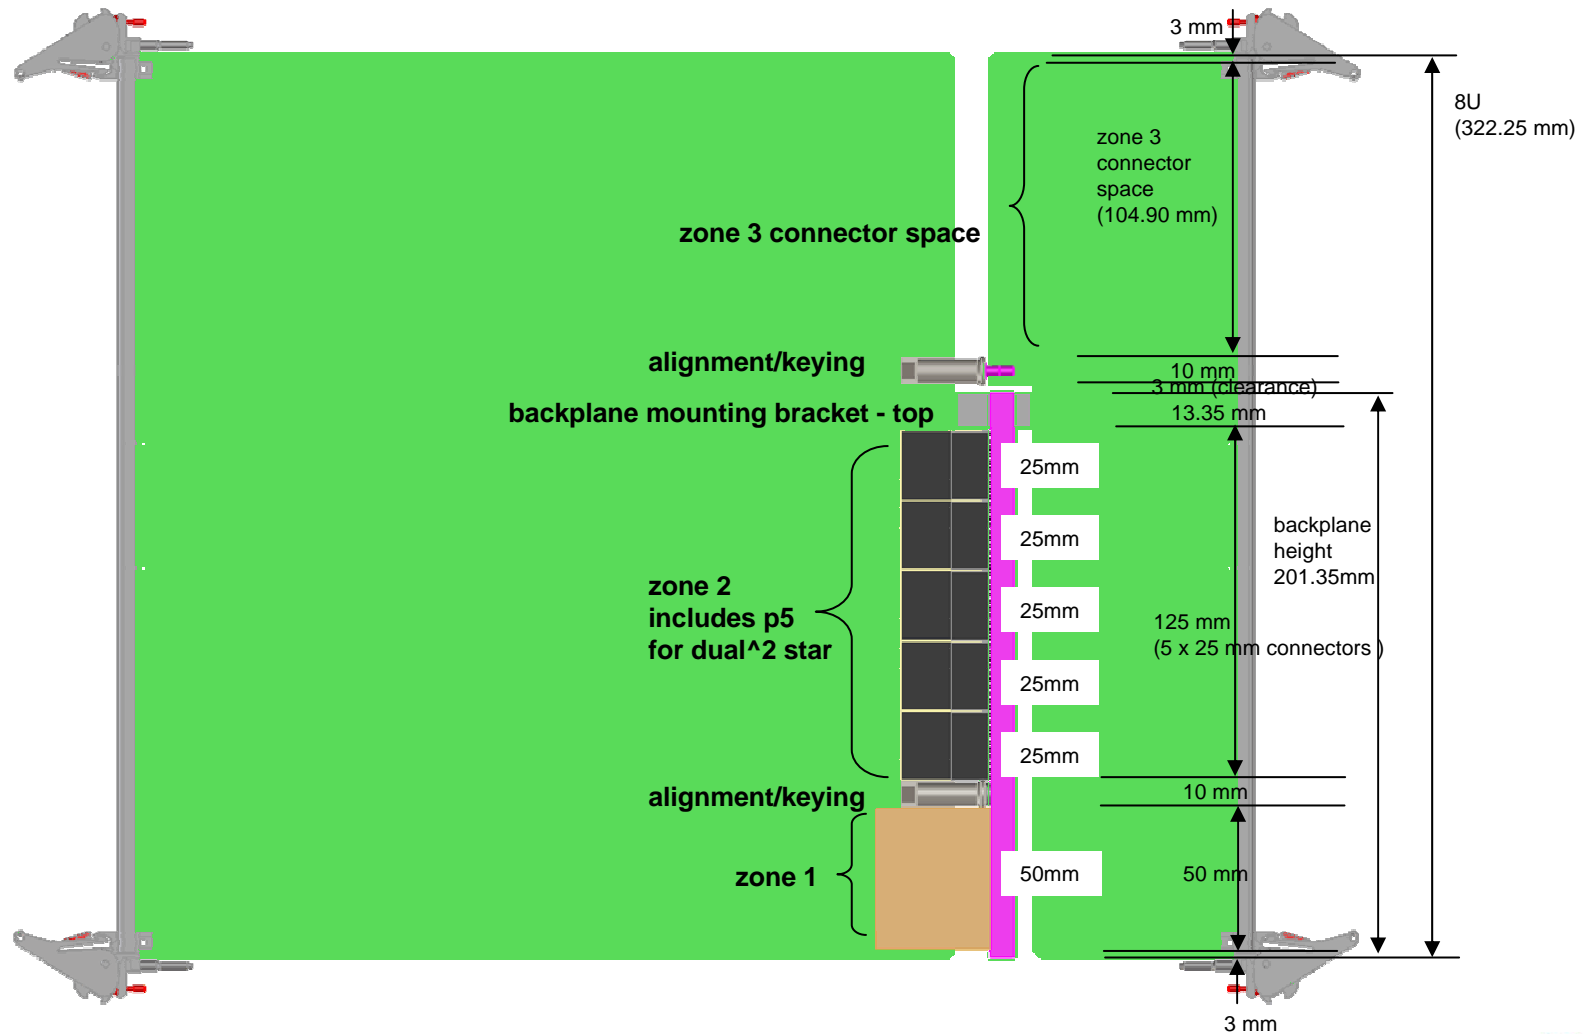 3 mm
8U
(322.25 mm)
zone 3
connector
space
(104.90 mm)
zone 3 connector space
alignment/keying
10 mm
3 mm (clearance)
backplane mounting bracket - top
13.35 mm
25mm
25mm
backplane
height
201.35mm
zone 2
includes p5
for dual^2 star
25mm
125 mm
(5 x 25 mm connectors )
25mm
25mm
alignment/keying
10 mm
zone 1
50mm
50 mm
3 mm